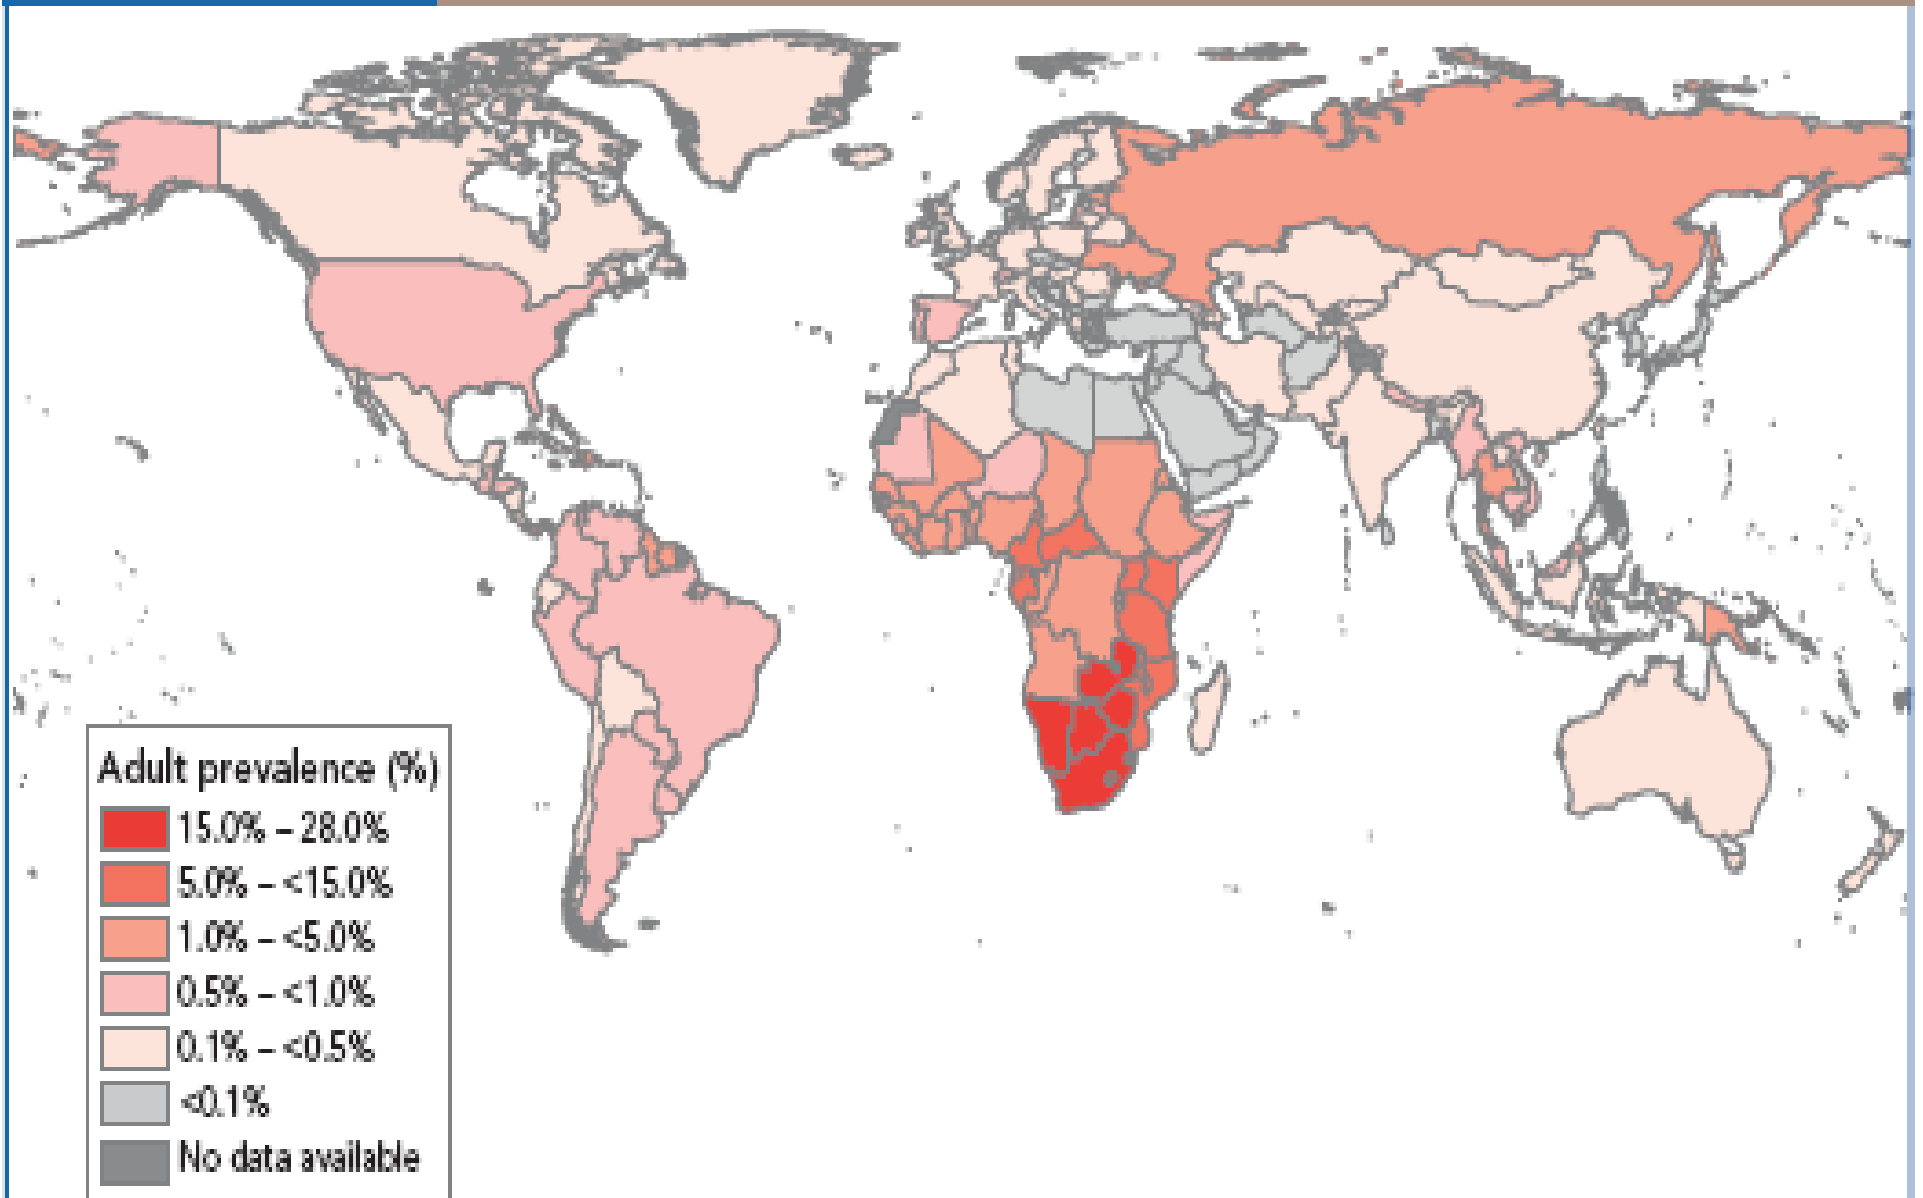 Adult prevalence (%)
15.0% – 28.0%
5.0% – <15.0%
1.0% – <5.0%
0.5% – <1.0%
0.1% – <0.5%
<0.1%
No data available